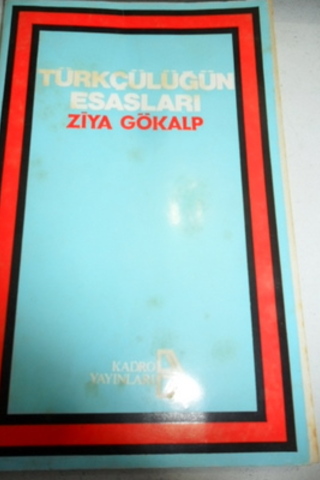 TÜRKÇÜLÜĞÜN
ESASLARI
ZİYA GÖKALP
KADRO
YAYINLARI